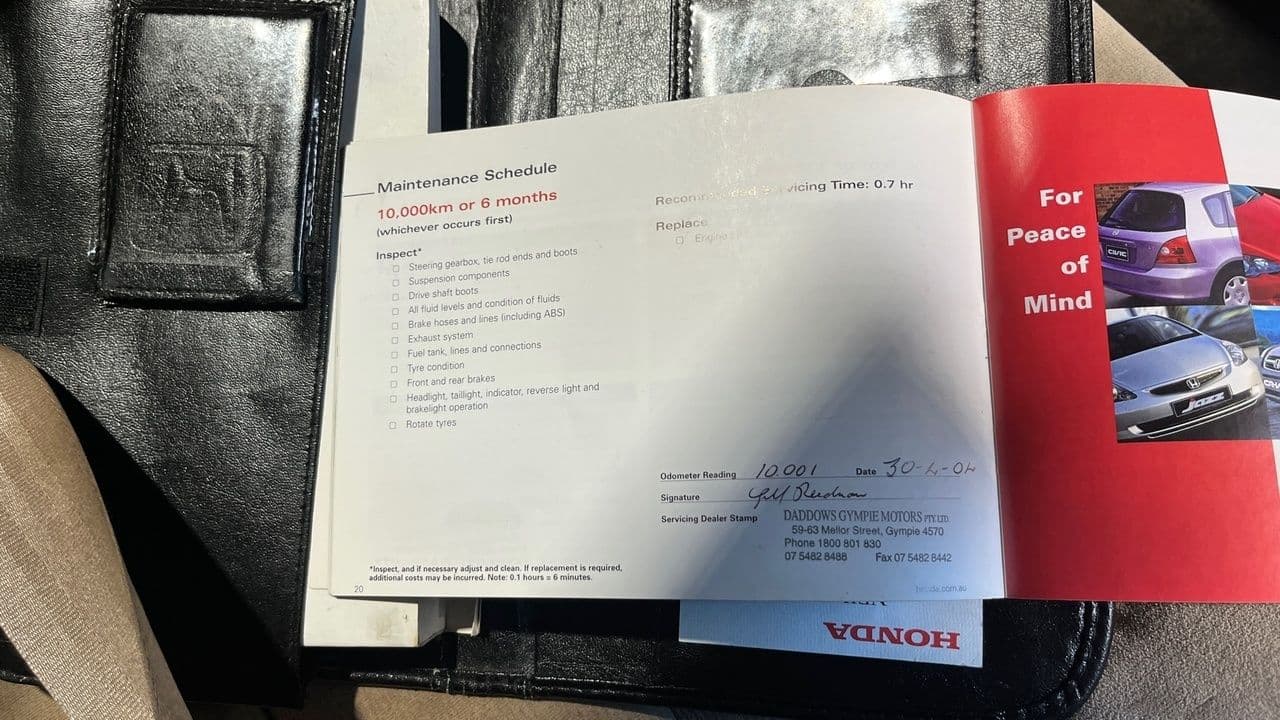 Maintenance Schedule
10,000km or 6 months
(whichever occurs first)
Inspect*
Steering gearbox, tie rod ends and boots
Suspension components
Drive shaft boots
All fluid levels and condition of fluids
Brake hoses and lines (including ABS)
Exhaust system
Fuel tank, lines and connections
Tyre condition
Front and rear brakes
Headlight, taillight, indicator, reverse light and
brakelight operation
Rotate tyres
*Inspect, and if necessary adjust and clean. If replacement is required,
additional costs may be incurred. Note: 0.1 hours = 6 minutes.
20
Recommended Servicing Time: 0.7 hr
Replace
Engine
Odometer Reading 10.001 Date 30-4-04
Signature
Servicing Dealer Stamp DADDOWS GYMPIE MOTORS PTY. LTD.
59-63 Mellor Street, Gympie 4570
Phone 1800 801 830
07 5482 8488 Fax 07 5482 8442
honda.com.au
For
Peace
of
Mind
CIVIC
Jazz
HONDA